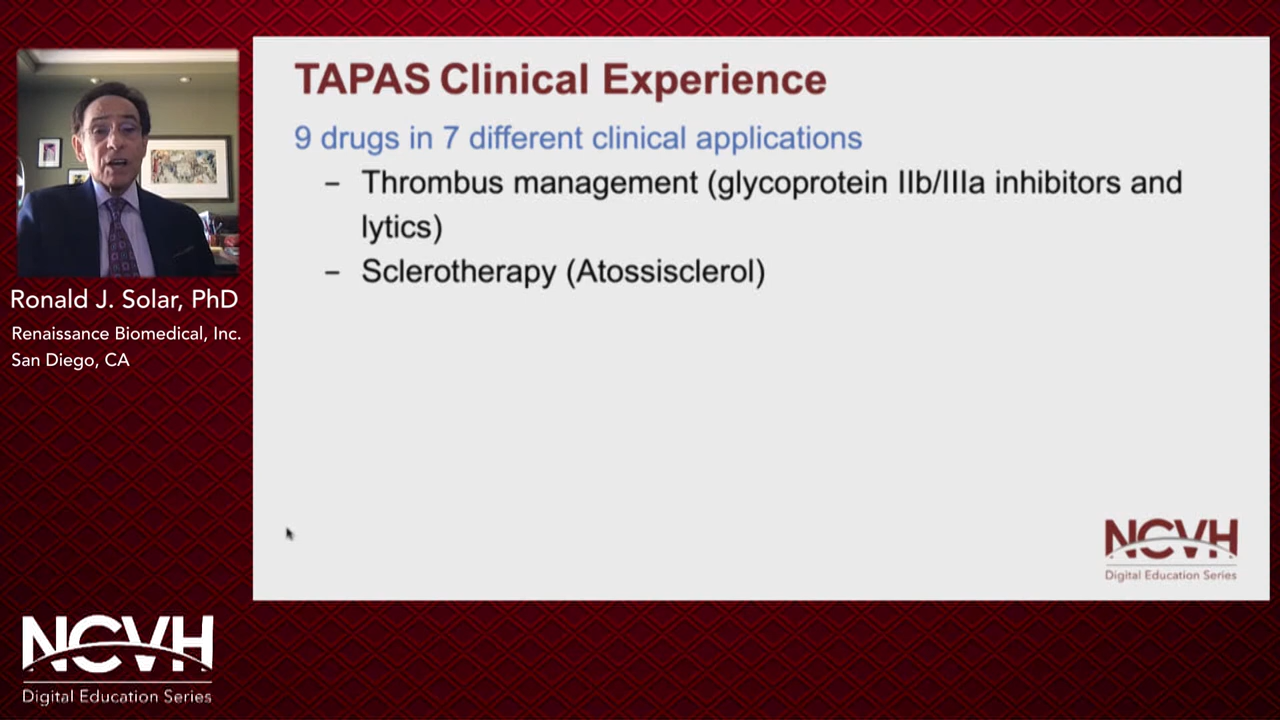 TAPAS Clinical Experience
9 drugs in 7 different clinical applications
– Thrombus management (glycoprotein IIb/IIIa inhibitors and
lytics)
– Sclerotherapy (Atossisclerol)
Ronald J. Solar, PhD
Renaissance Biomedical, Inc.
San Diego, CA
NCVH
Digital Education Series
NCVH
Digital Education Series